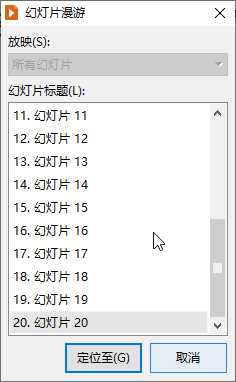 幻灯片漫游
放映(S):
所有幻灯片
幻灯片标题(L):
11. 幻灯片 11
12. 幻灯片 12
13. 幻灯片 13
14. 幻灯片 14
15. 幻灯片 15
16. 幻灯片 16
17. 幻灯片 17
18. 幻灯片 18
19. 幻灯片 19
20. 幻灯片 20
定位至(G) 取消